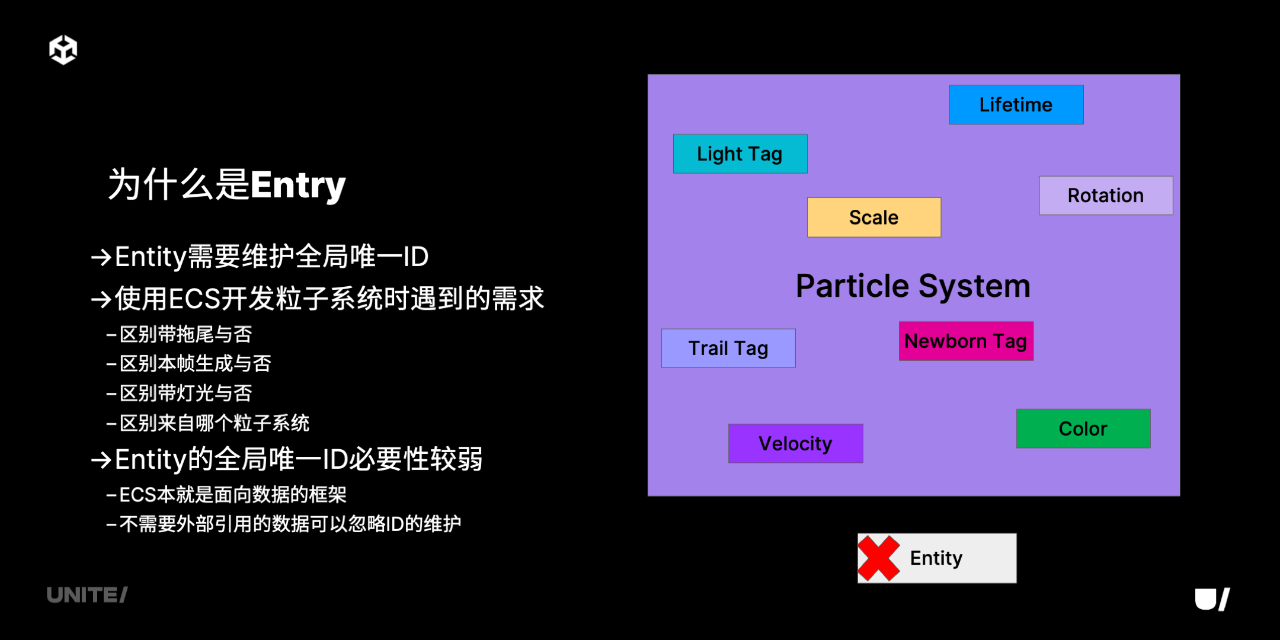 为什么是Entry
→Entity需要维护全局唯一ID
→使用ECS开发粒子系统时遇到的需求
–区别带拖尾与否
–区别本帧生成与否
–区别带灯光与否
–区别来自哪个粒子系统
→Entity的全局唯一ID必要性较弱
–ECS本就是面向数据的框架
–不需要外部引用的数据可以忽略ID的维护
Lifetime
Light Tag
Rotation
Scale
Particle System
Newborn Tag
Trail Tag
Color
Velocity
Entity
UNITE/